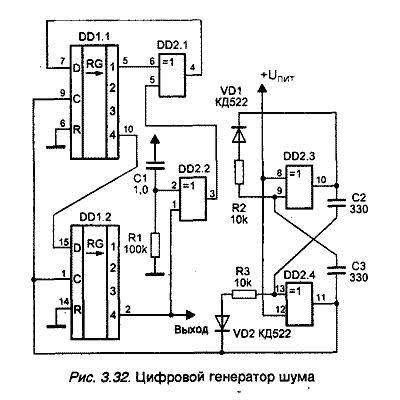 DD1.1
DD2.1
7
D
RG
1
5
6
=1
4
2
3
9
C
5
6
R
4
10
+Uпит
VD1
КД522
DD2.2
C1
1,0
2
=1
3
1
DD2.3
8
=1
10
9
R2
10k
C2
330
DD1.2
R1
100k
15
D
RG
1
2
1
C
3
14
R
4
2
Выход
C3
330
DD2.4
R3
10k
13
=1
11
12
VD2 КД522
Рис. 3.32. Цифровой генератор шума